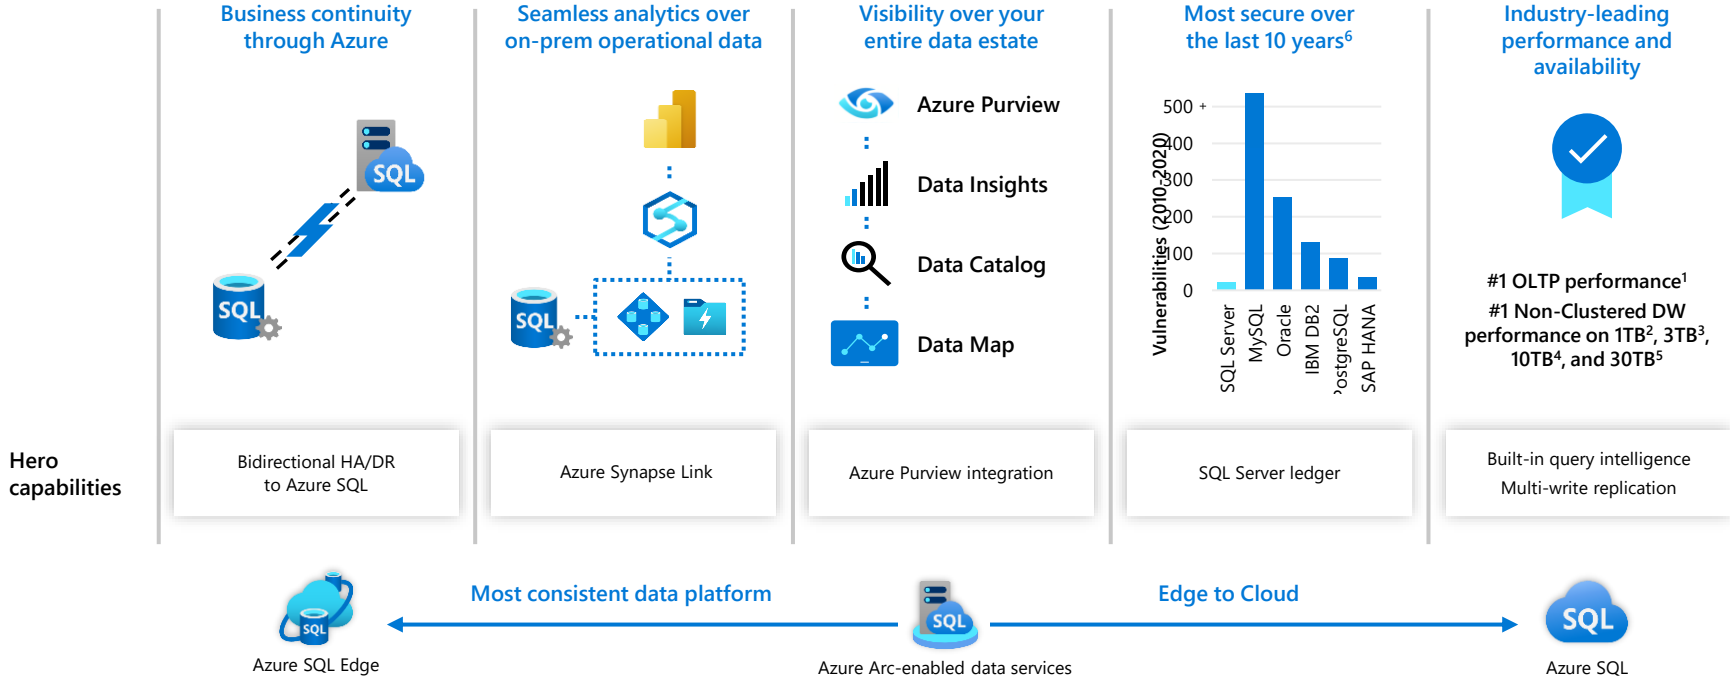 Business continuity
through Azure
Seamless analytics over
on-prem operational data
Visibility over your
entire data estate
Most secure over
the last 10 years⁶
Industry-leading
performance and
availability
SQL
SQL
SQL
Azure Purview
Data Insights
Data Catalog
Data Map
Vulnerabilities (2010-2020)
500 +
400
300
200
100
0
SQL Server
MySQL
Oracle
IBM DB2
PostgreSQL
SAP HANA
#1 OLTP performance¹
#1 Non-Clustered DW
performance on 1TB², 3TB³,
10TB⁴, and 30TB⁵
Hero
capabilities
Bidirectional HA/DR
to Azure SQL
Azure Synapse Link
Azure Purview integration
SQL Server ledger
Built-in query intelligence
Multi-write replication
Most consistent data platform
Edge to Cloud
SQL
SQL
SQL
Azure SQL Edge
Azure Arc-enabled data services
Azure SQL